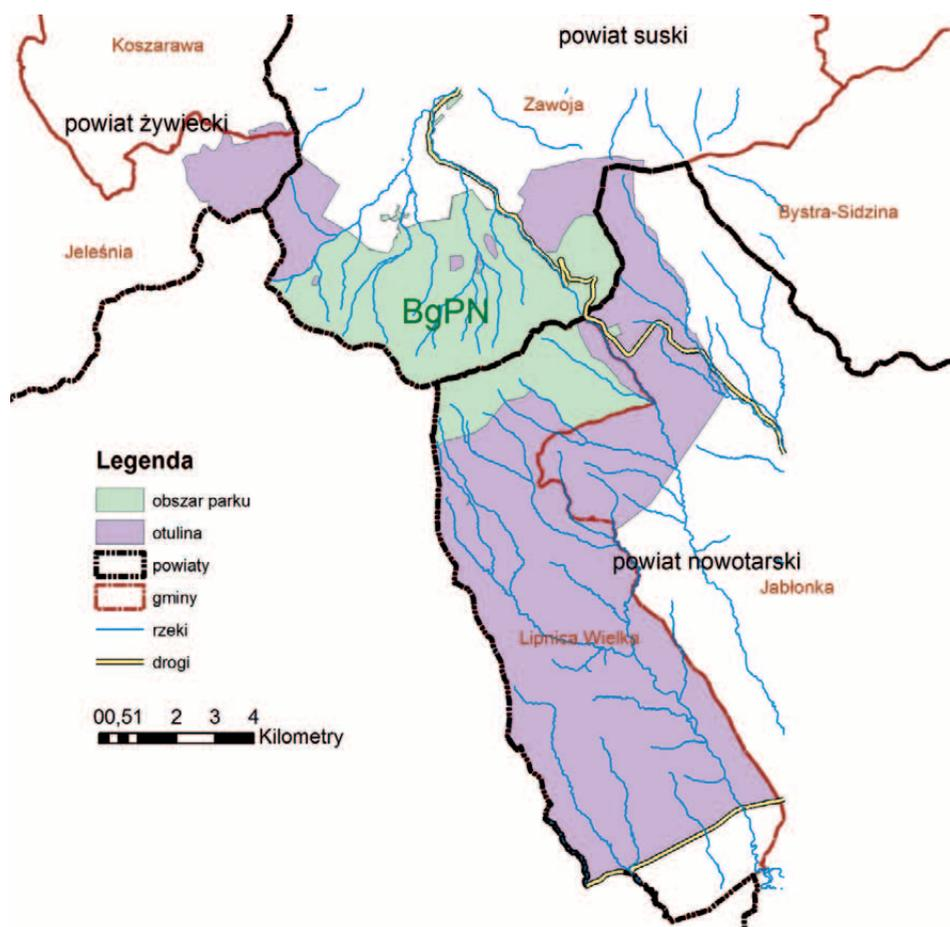 powiat suski
Koszarawa
Zawoja
powiat żywiecki
Bystra-Sidzina
Jeleśnia
BgPN
Legenda
obszar parku
otulina
powiaty
gminy
rzeki
drogi
00,51 2 3 4
Kilometry
powiat nowotarski
Jabłonka
Lipnica Wielka